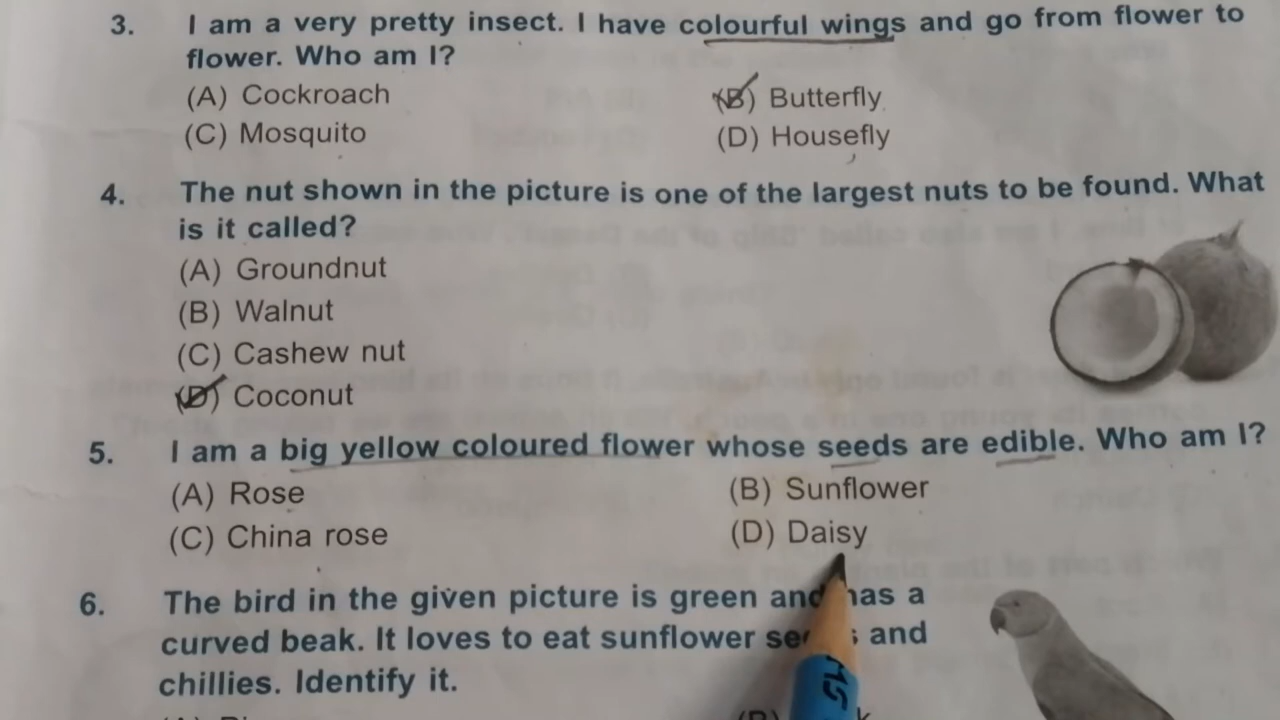 3. I am a very pretty insect. I have colourful wings and go from flower to
flower. Who am I?
(A) Cockroach (B) Butterfly
(C) Mosquito (D) Housefly
4. The nut shown in the picture is one of the largest nuts to be found. What
is it called?
(A) Groundnut
(B) Walnut
(C) Cashew nut
(D) Coconut
5. I am a big yellow coloured flower whose seeds are edible. Who am I?
(A) Rose (B) Sunflower
(C) China rose (D) Daisy
6. The bird in the given picture is green and has a
curved beak. It loves to eat sunflower and
chillies. Identify it.
15